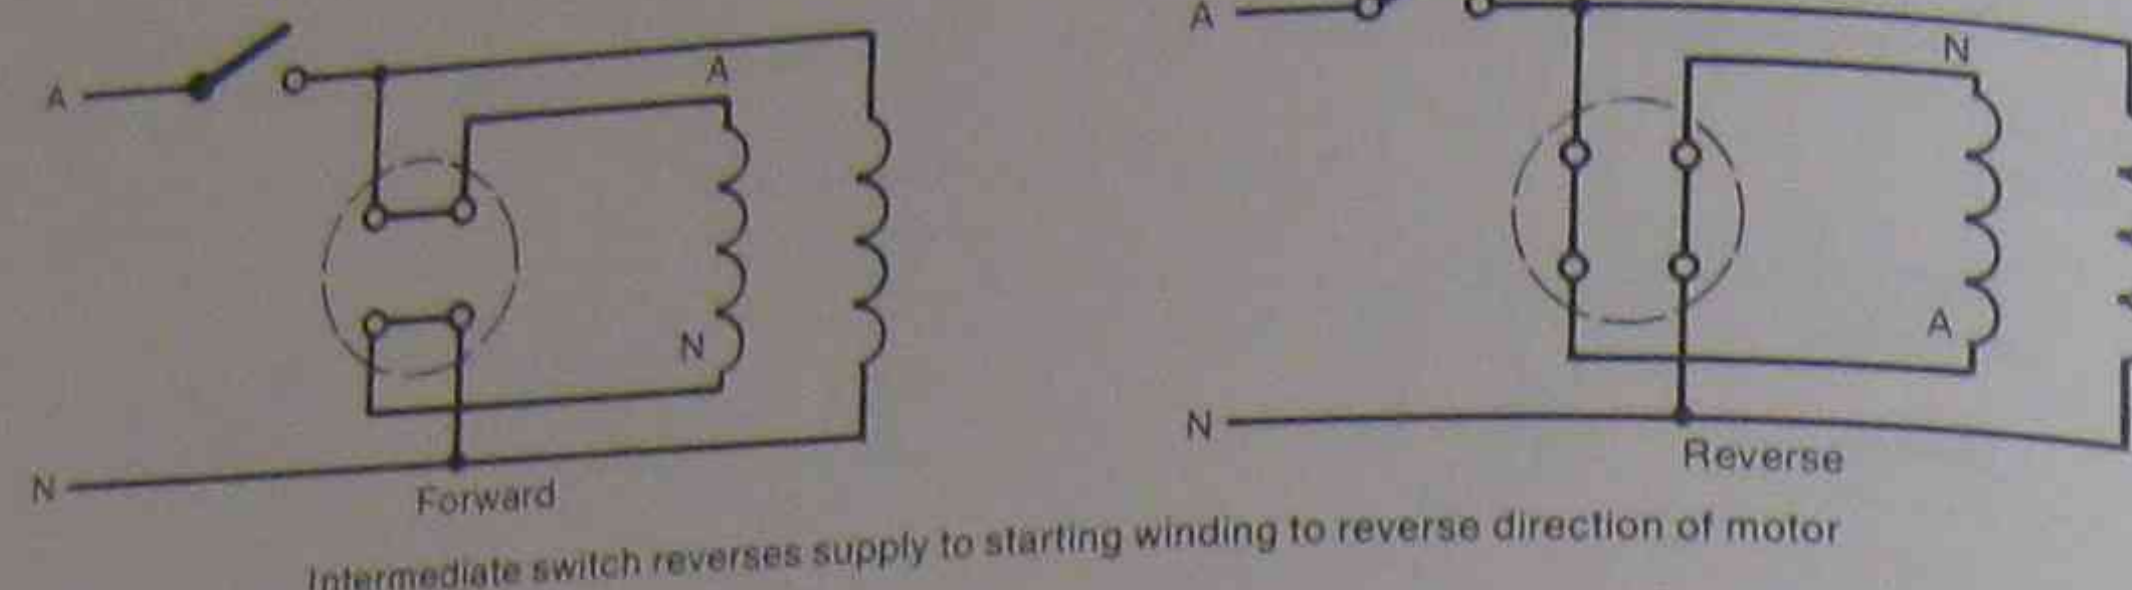 A
A
N
N
Forward
A
N
A
N
Reverse
Intermediate switch reverses supply to starting winding to reverse direction of motor